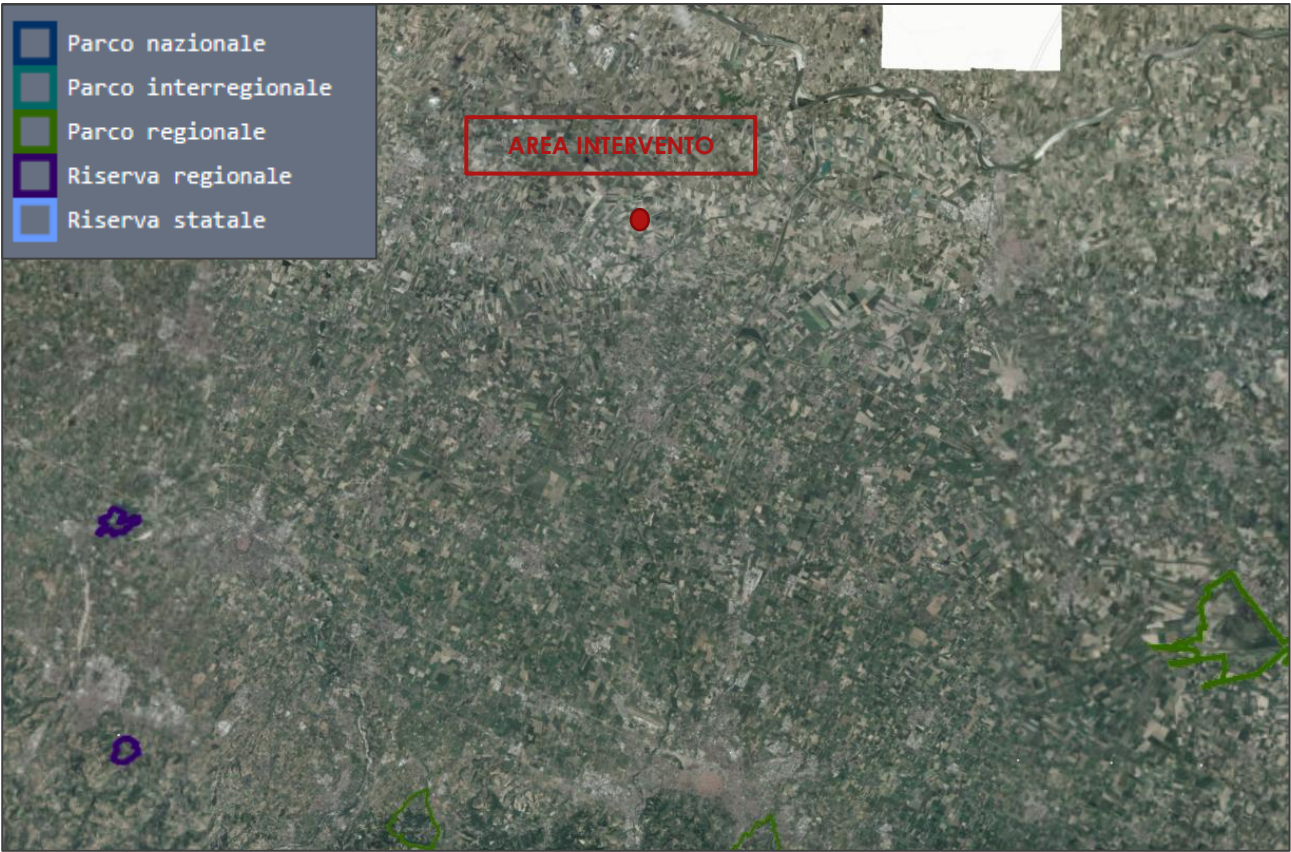 Parco nazionale
Parco interregionale
Parco regionale
Riserva regionale
Riserva statale
AREA INTERVENTO